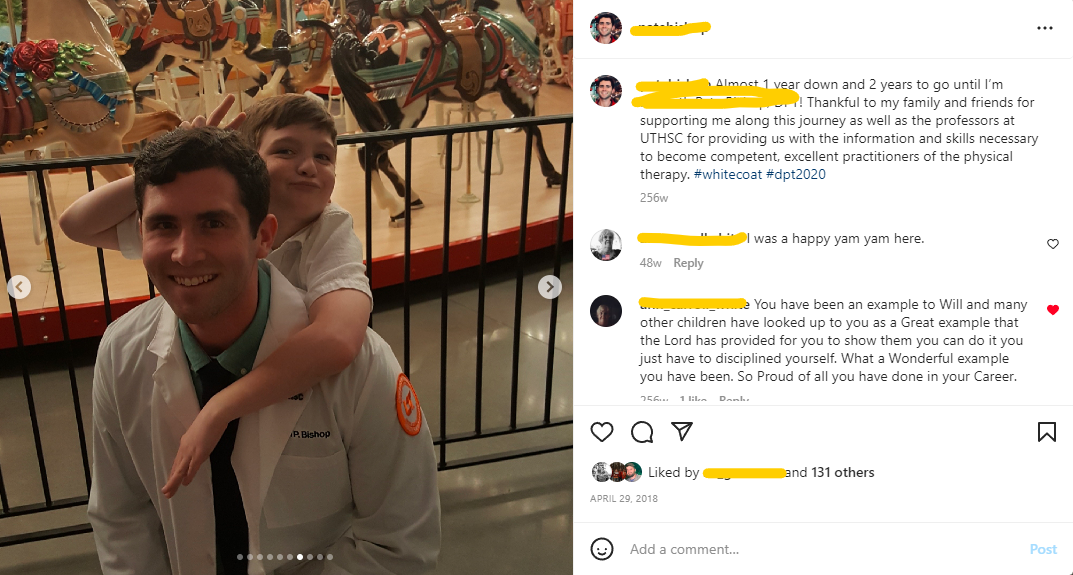 P. Bishop
Almost 1 year down and 2 years to go until I'm
! Thankful to my family and friends for
supporting me along this journey as well as the professors at
UTHSC for providing us with the information and skills necessary
to become competent, excellent practitioners of the physical
therapy. #whitecoat #dpt2020
256w
I was a happy yam yam here.
48w Reply
You have been an example to Will and many
other children have looked up to you as a Great example that
the Lord has provided for you to show them you can do it you
just have to disciplined yourself. What a Wonderful example
you have been. So Proud of all you have done in your Career.
256w 1 like Reply
Liked by and 131 others
APRIL 29, 2018
Add a comment... Post